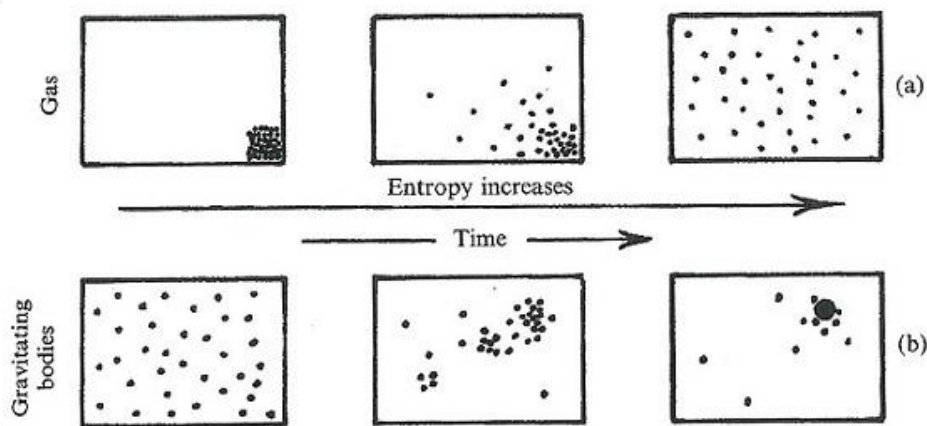 Gas
(a)
Entropy increases
Time
Gravitating
bodies
(b)